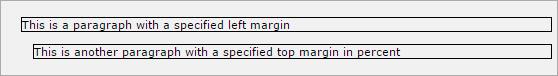 This is a paragraph with a specified left margin
This is another paragraph with a specified top margin in percent